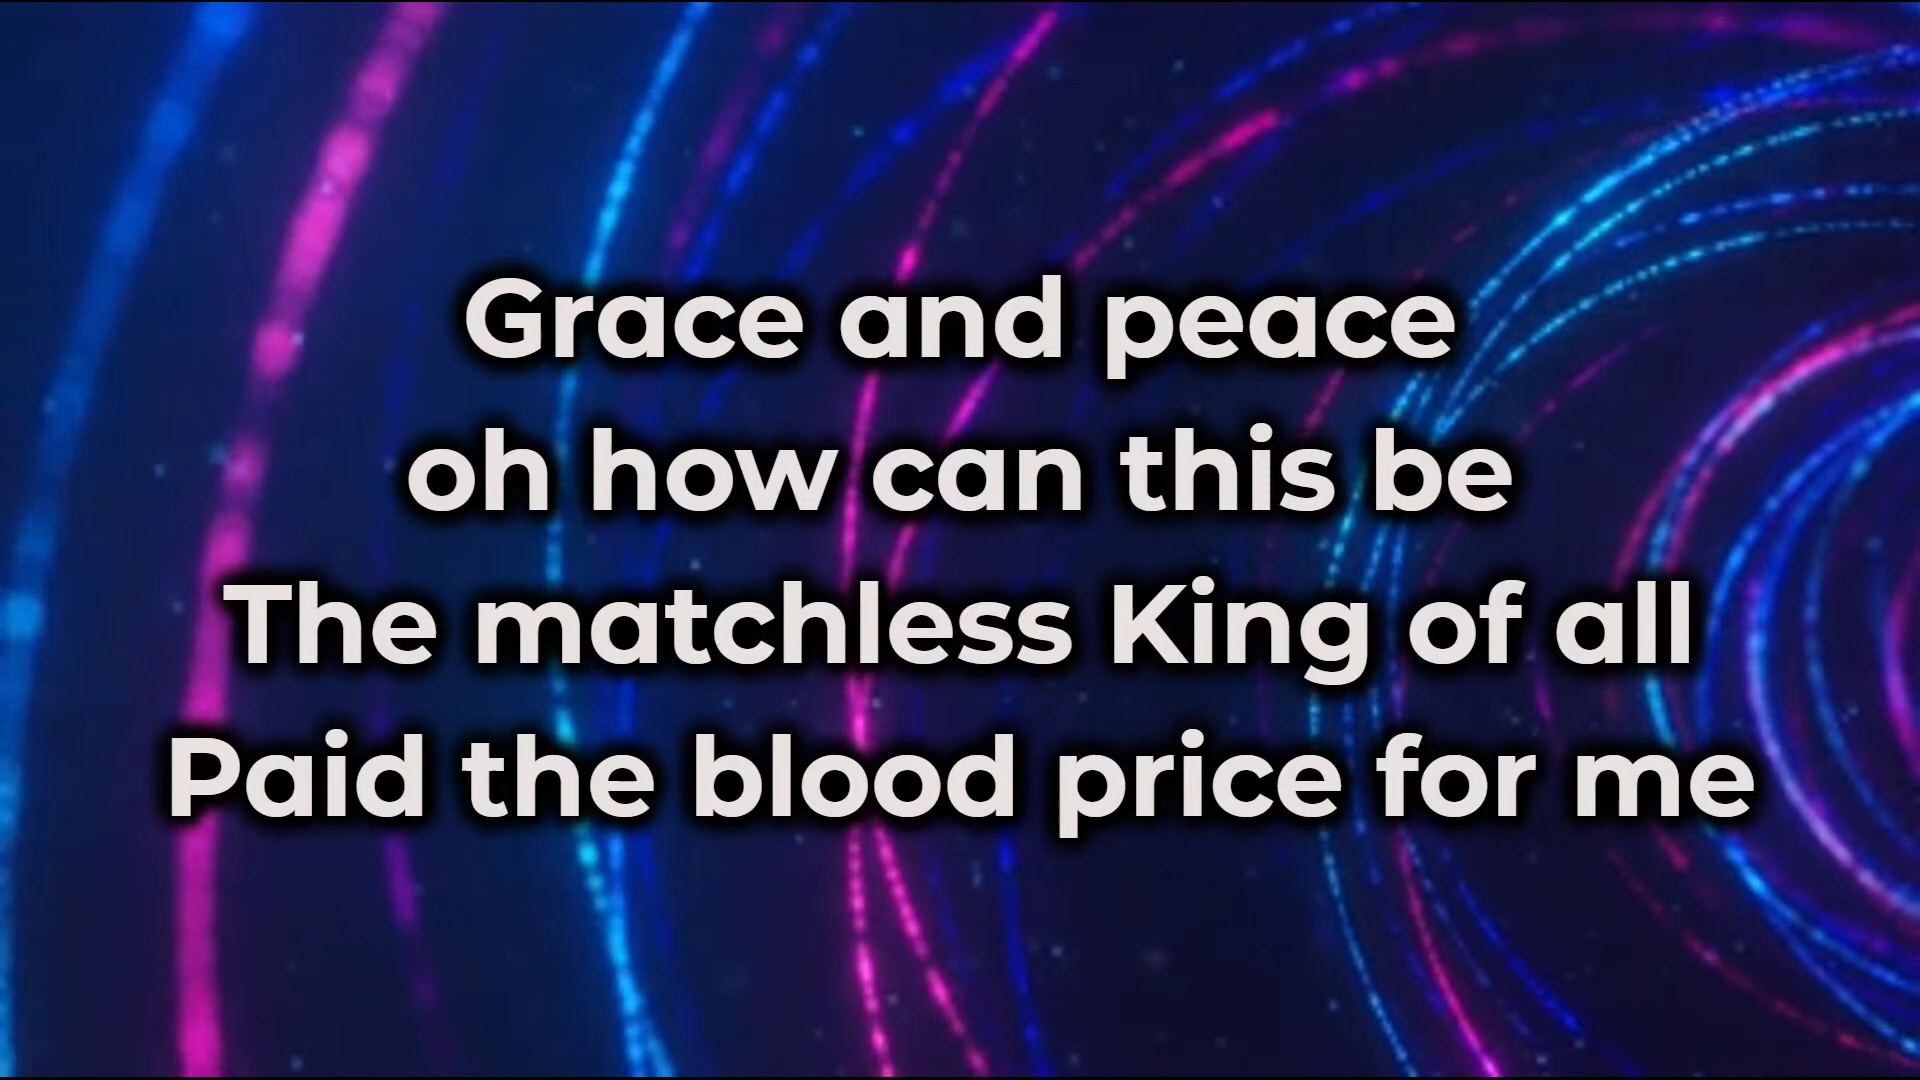 Grace and peace
oh how can this be
The matchless King of all
Paid the blood price for me